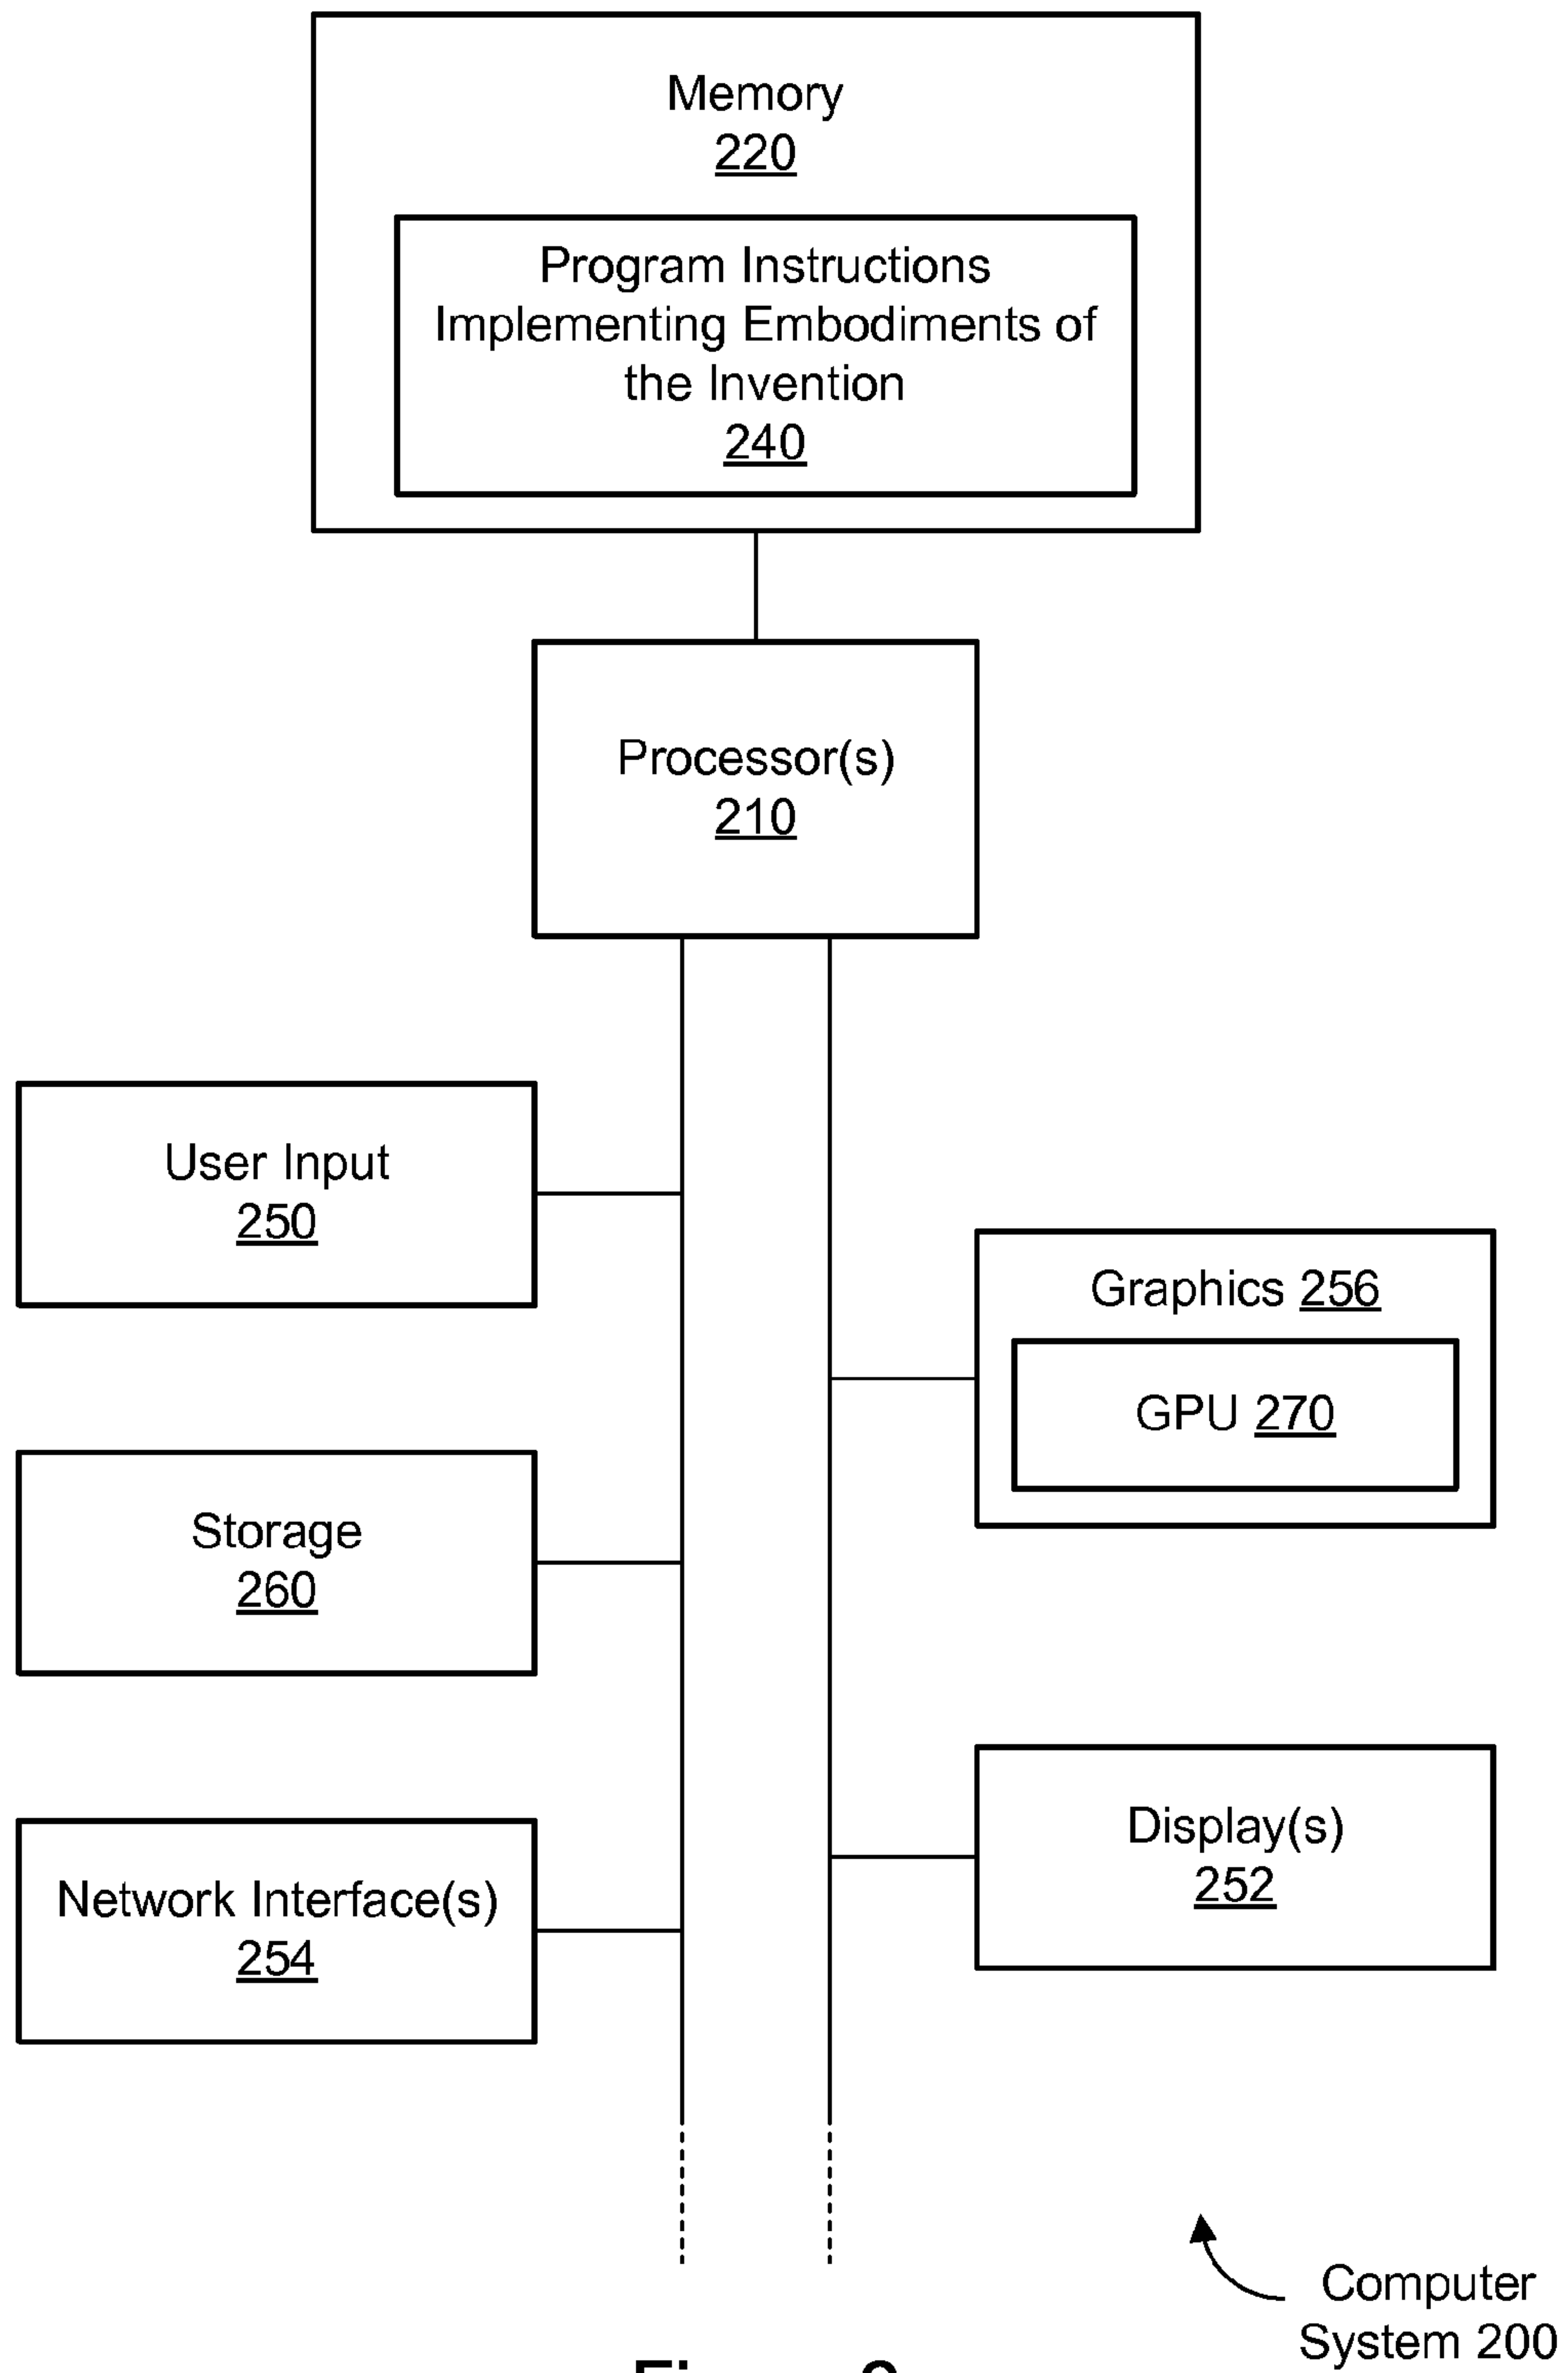 Memory
220
Program Instructions
Implementing Embodiments of
the Invention
240
Processor(s)
210
User Input
250
Graphics 256
GPU 270
Storage
260
Display(s)
252
Network Interface(s)
254
Computer
System 200